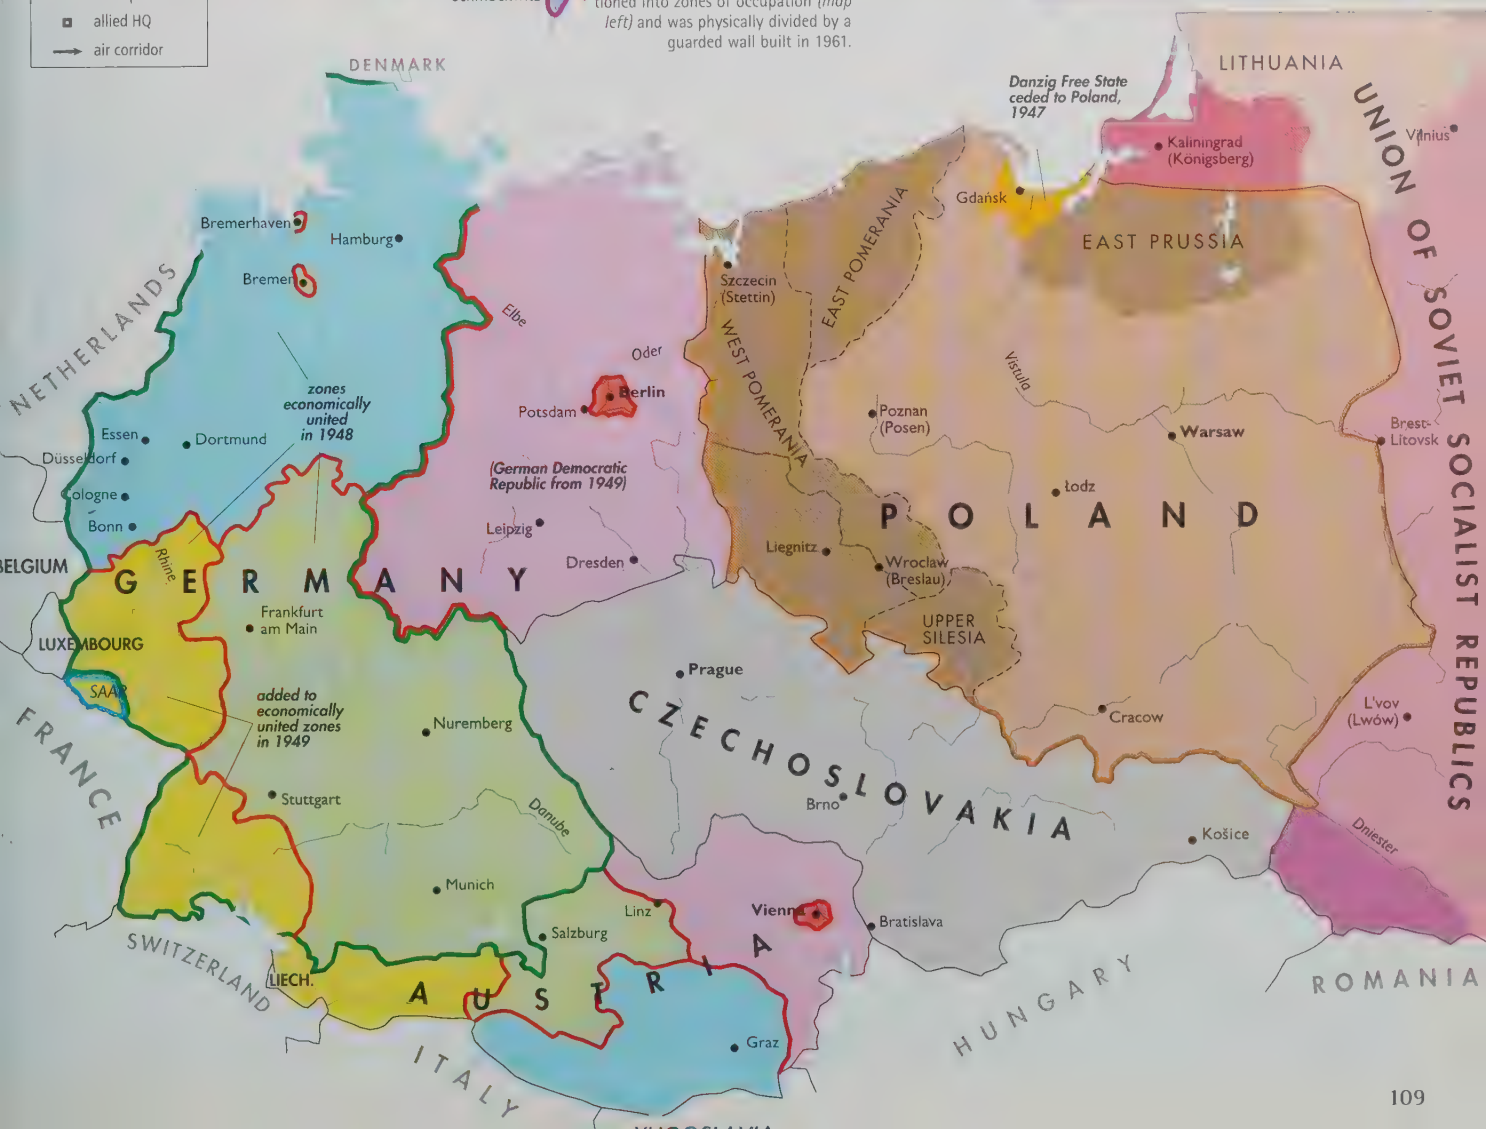 allied HQ
air corridor
tioned into zones of occupation (map
left) and was physically divided by a
guarded wall built in 1961.
DENMARK
LITHUANIA
Danzig Free State
ceded to Poland,
1947
UNION OF SOVIET SOCIALIST REPUBLICS
Vilnius
Kaliningrad
(Königsberg)
Gdańsk
EAST PRUSSIA
Bremerhaven
Hamburg
Bremen
NETHERLANDS
Elbe
Szczecin
(Stettin)
EAST POMERANIA
WEST POMERANIA
Oder
Vistula
zones
economically
united
in 1948
Berlin
Potsdam
Poznan
(Posen)
Warsaw
Brest-
Litovsk
Essen
Dortmund
Düsseldorf
Cologne
Bonn
(German Democratic
Republic from 1949)
Leipzig
Dresden
Łodz
POLAND
Liegnitz
Wroclaw
(Breslau)
BELGIUM
Rhine
GERMANY
Frankfurt
am Main
UPPER
SILESIA
LUXEMBOURG
SAAR
Prague
added to
economically
united zones
in 1949
Nuremberg
CZECHOSLOVAKIA
Cracow
L'vov
(Lwów)
FRANCE
Stuttgart
Danube
Brno
Košice
Dniester
Munich
Linz
Vienna
Bratislava
Salzburg
SWITZERLAND
LIECH.
AUSTRIA
HUNGARY
ROMANIA
ITALY
Graz
109